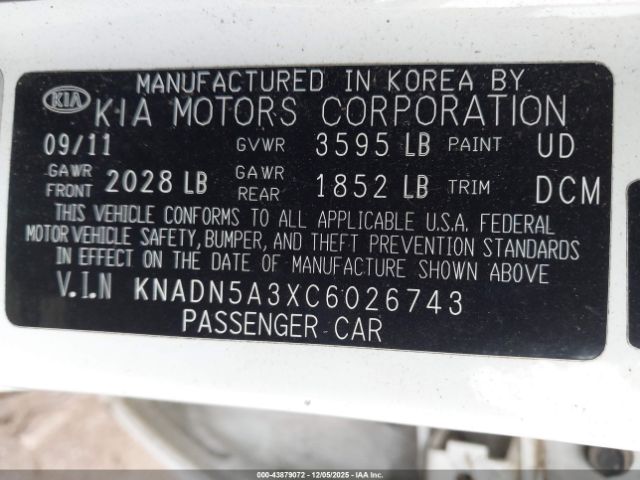 MANUFACTURED IN KOREA BY
KIA KIA MOTORS CORPORATION
09/11 GVWR 3595 LB PAINT UD
GAWR FRONT 2028 LB GAWR REAR 1852 LB TRIM DCM
THIS VEHICLE CONFORMS TO ALL APPLICABLE U.S.A. FEDERAL
MOTOR VEHICLE SAFETY, BUMPER, AND THEFT PREVENTION STANDARDS
IN EFFECT ON THE DATE OF MANUFACTURE SHOWN ABOVE
V.I.N KNADN5A3XC6026743
PASSENGER CAR
000-43879072 - 12/05/2025 - IAAHQ